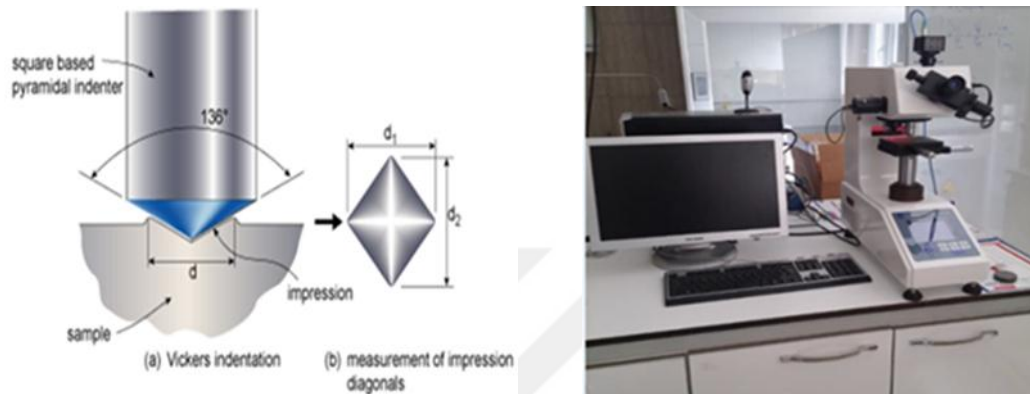 square based
pyramidal indenter
136°
d₁
d₂
d
impression
sample
(a) Vickers indentation
(b) measurement of impression
diagonals